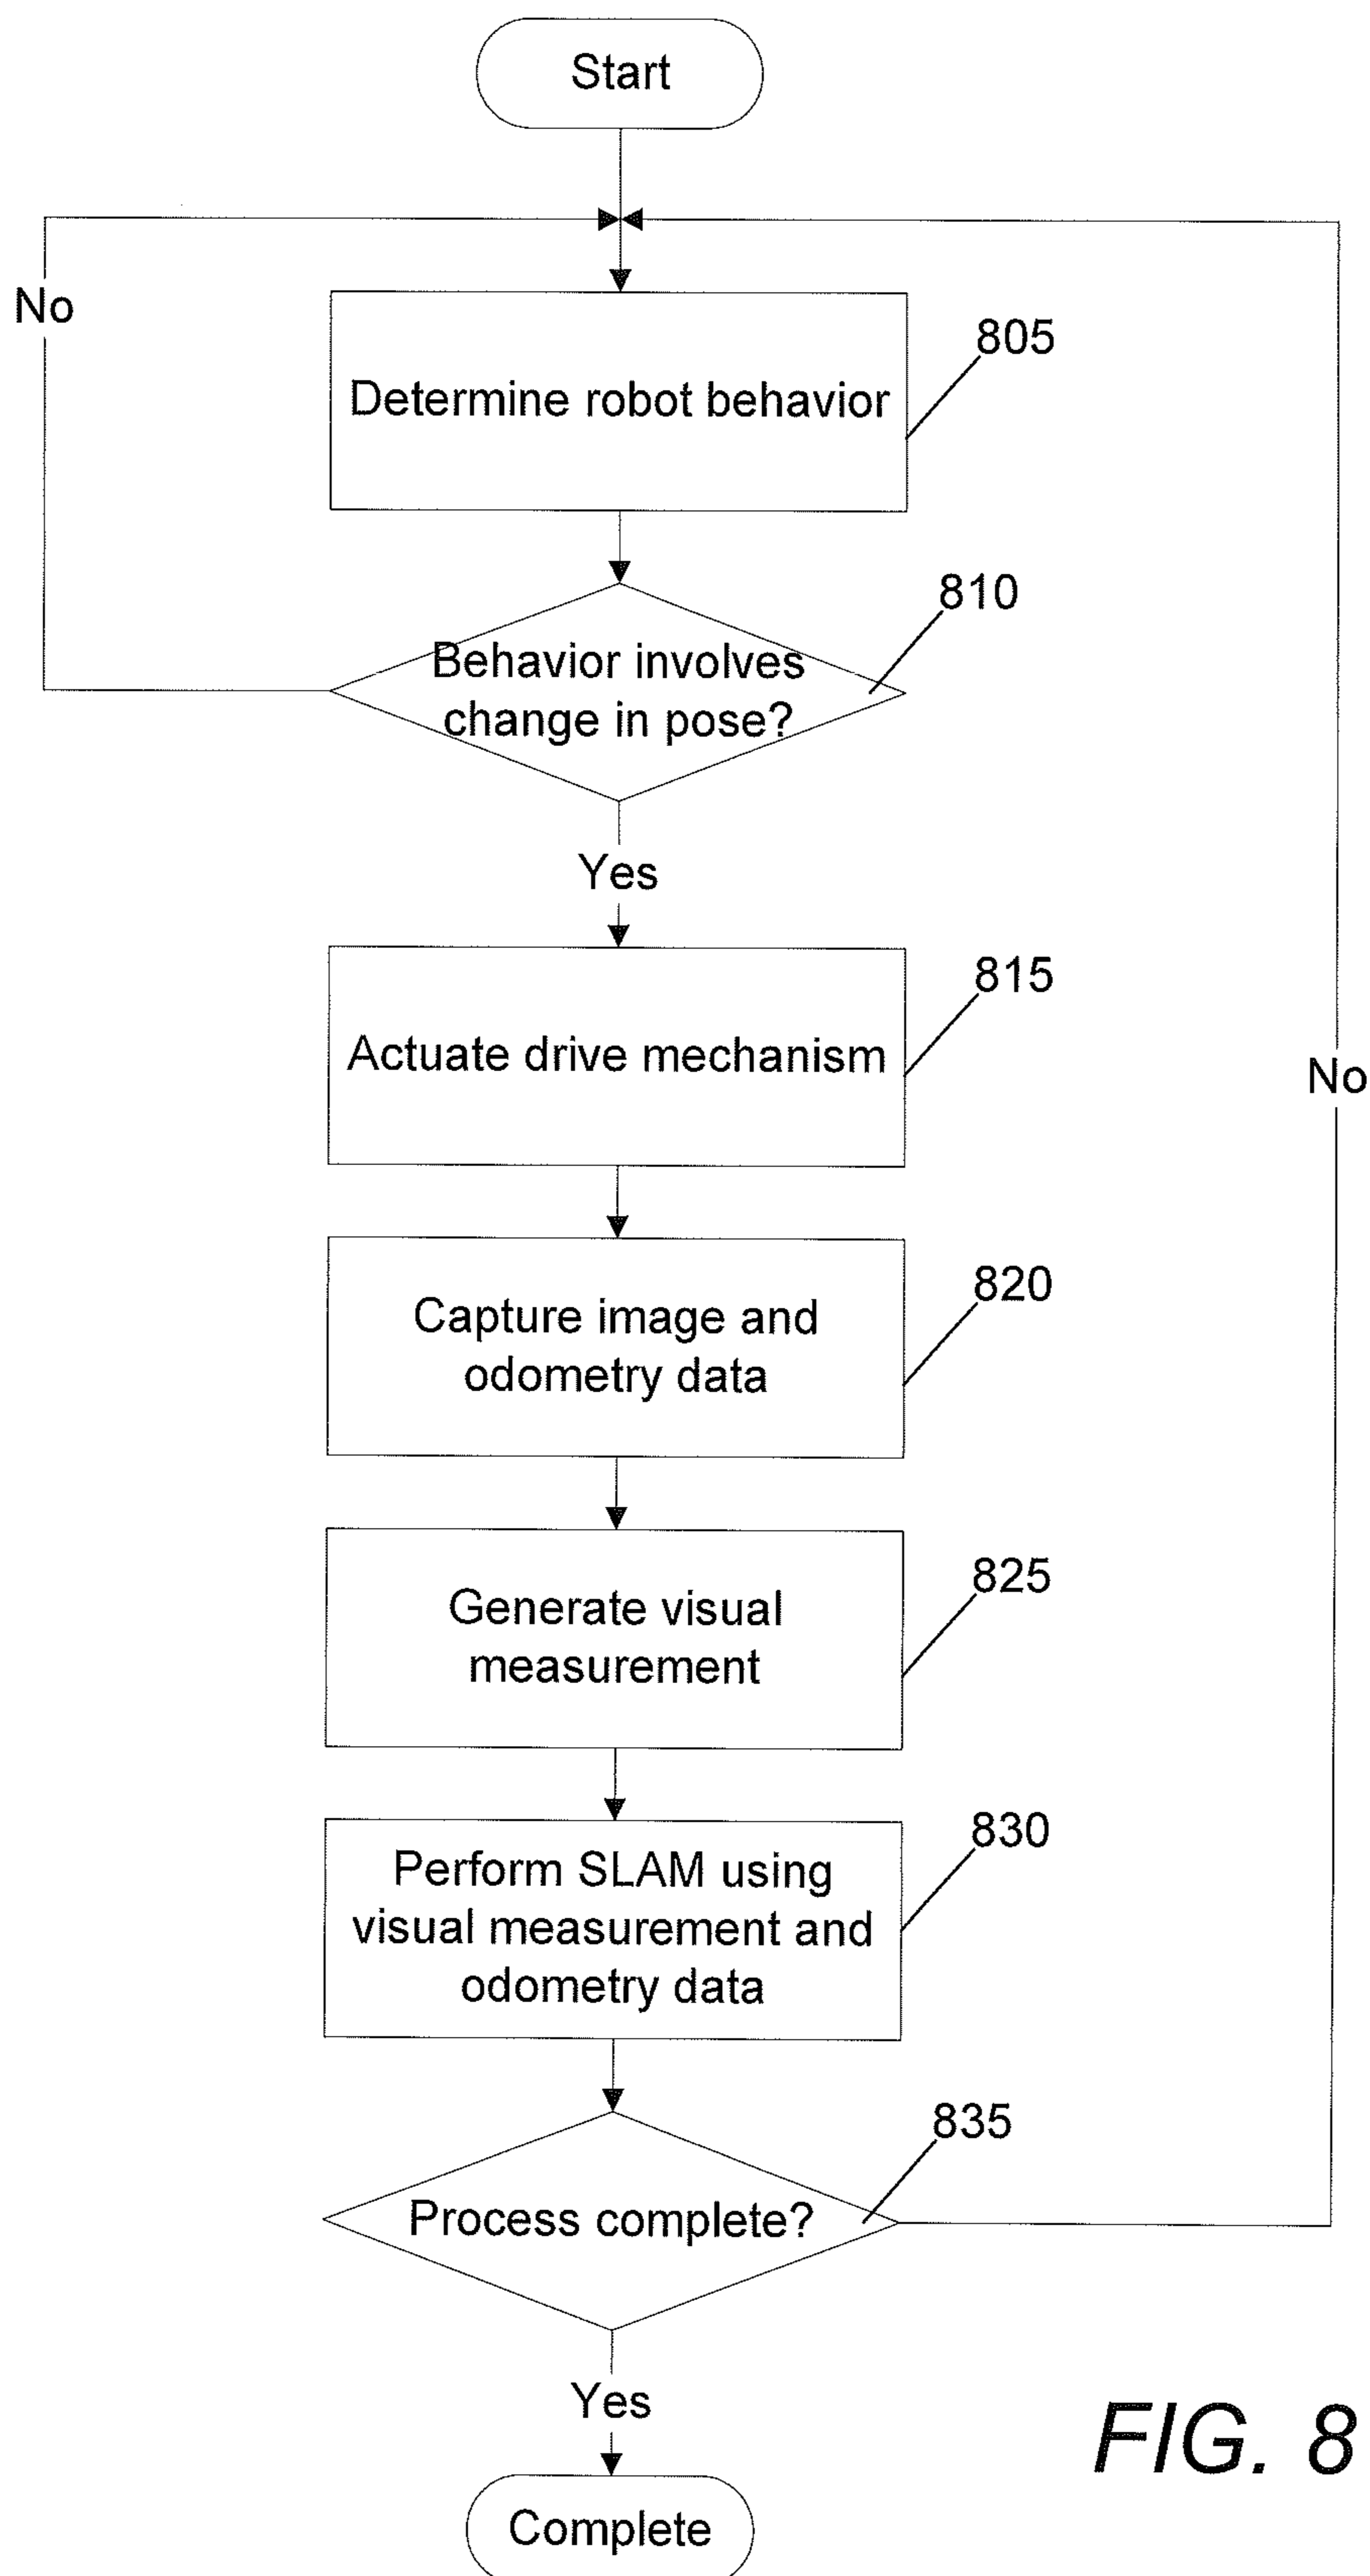 Start
No
805
Determine robot behavior
810
Behavior involves
change in pose?
Yes
815
Actuate drive mechanism
No
820
Capture image and
odometry data
825
Generate visual
measurement
830
Perform SLAM using
visual measurement and
odometry data
835
Process complete?
Yes
FIG. 8
Complete